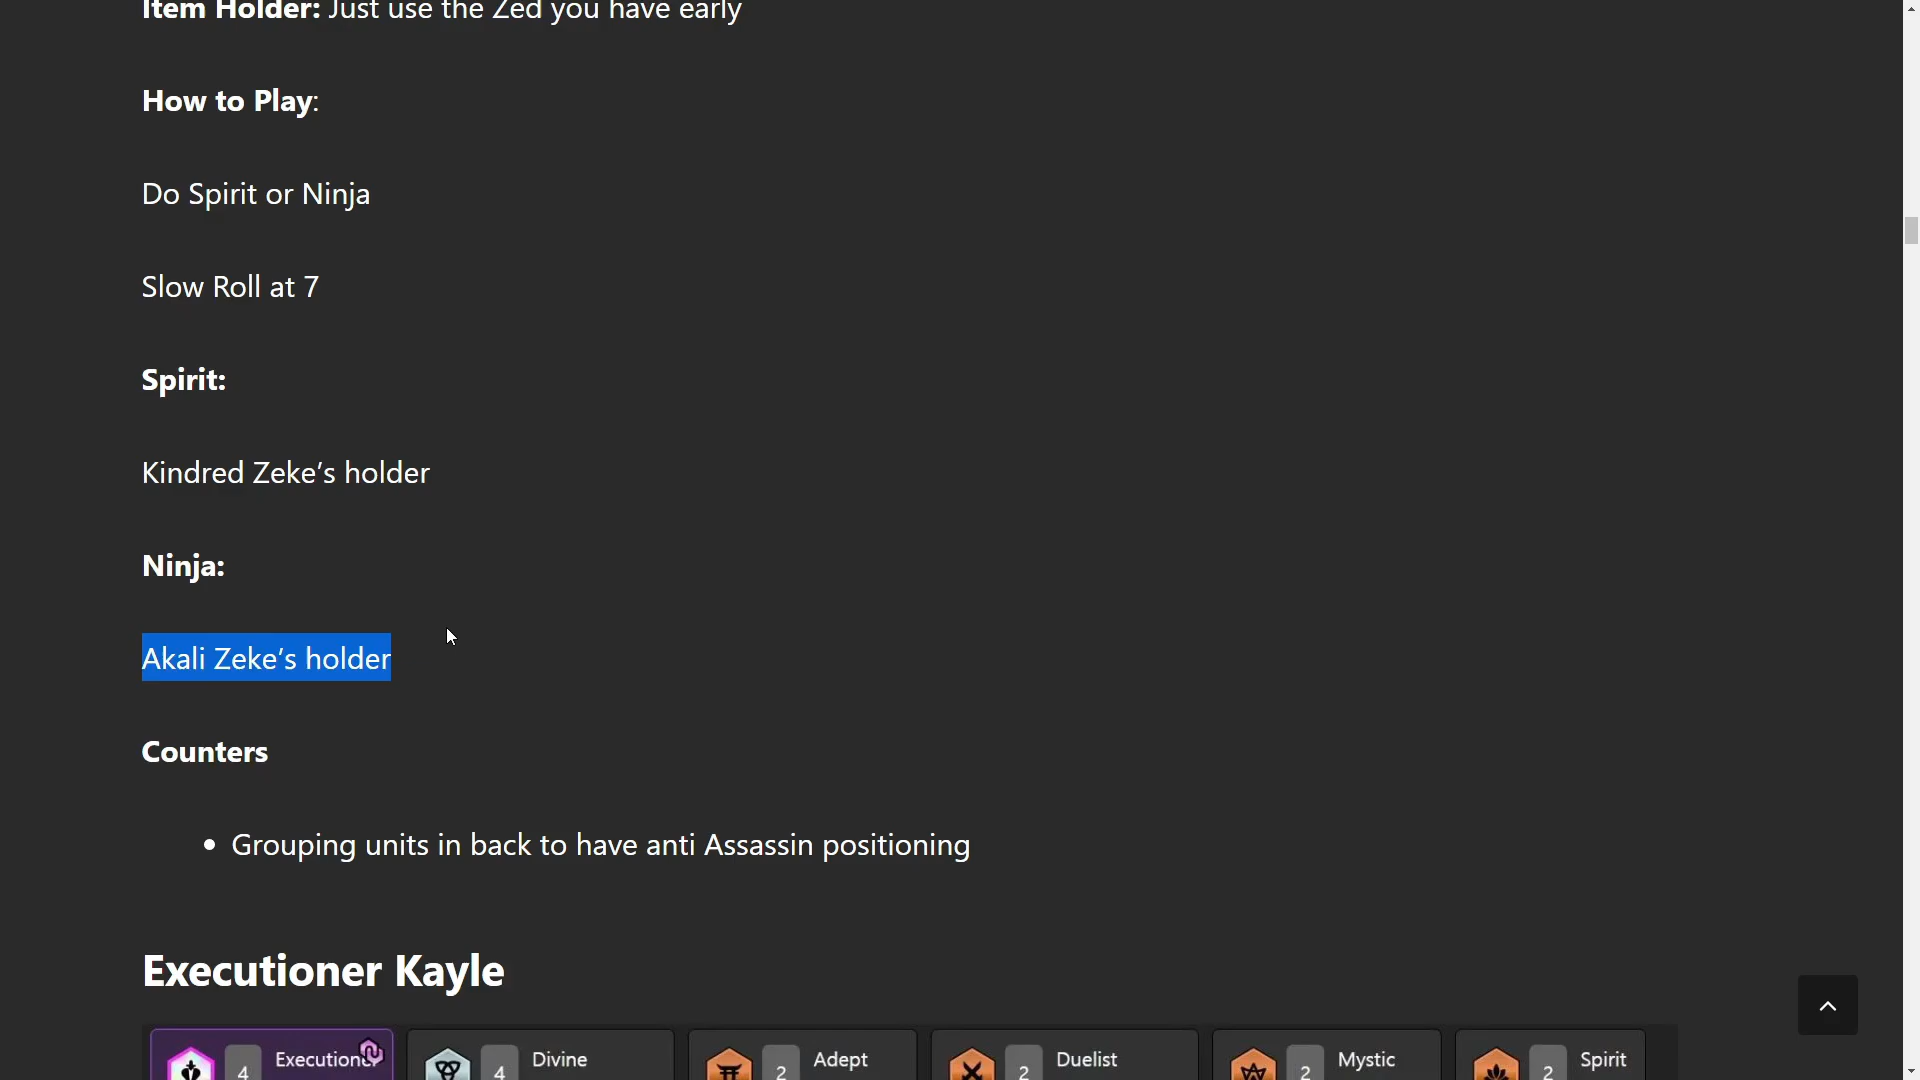 Item Holder: Just use the Zed you have early
How to Play:
Do Spirit or Ninja
Slow Roll at 7
Spirit:
Kindred Zeke’s holder
Ninja:
Akali Zeke’s holder
Counters
• Grouping units in back to have anti Assassin positioning
Executioner Kayle
4 Executioner 4 Divine 2 Adept 2 Duelist 2 Mystic 2 Spirit